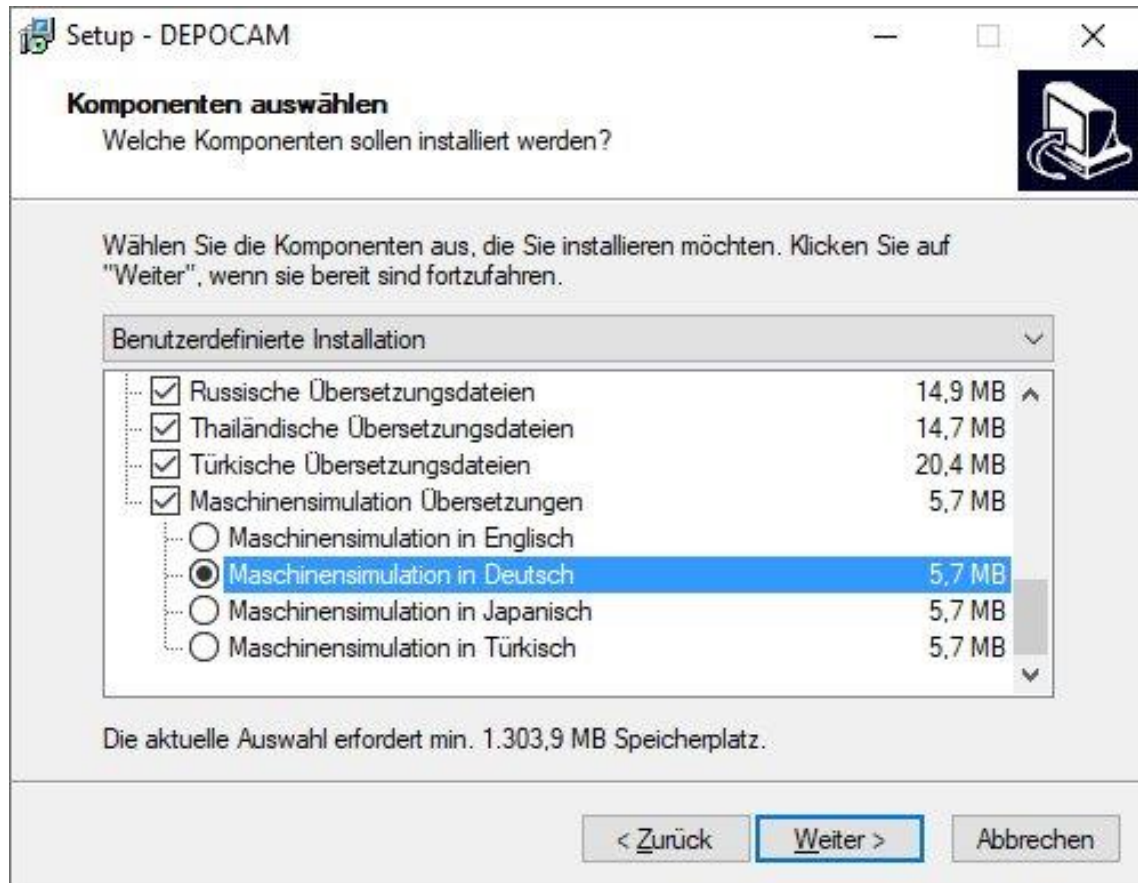 Setup - DEPOCAM
Komponenten auswählen
Welche Komponenten sollen installiert werden?
Wählen Sie die Komponenten aus, die Sie installieren möchten. Klicken Sie auf
"Weiter", wenn sie bereit sind fortzufahren.
Benutzerdefinierte Installation
Russische Übersetzungsdateien 14,9 MB
Thailändische Übersetzungsdateien 14,7 MB
Türkische Übersetzungsdateien 20,4 MB
Maschinensimulation Übersetzungen 5,7 MB
Maschinensimulation in Englisch
Maschinensimulation in Deutsch 5,7 MB
Maschinensimulation in Japanisch 5,7 MB
Maschinensimulation in Türkisch 5,7 MB
Die aktuelle Auswahl erfordert min. 1.303,9 MB Speicherplatz.
< Zurück Weiter > Abbrechen